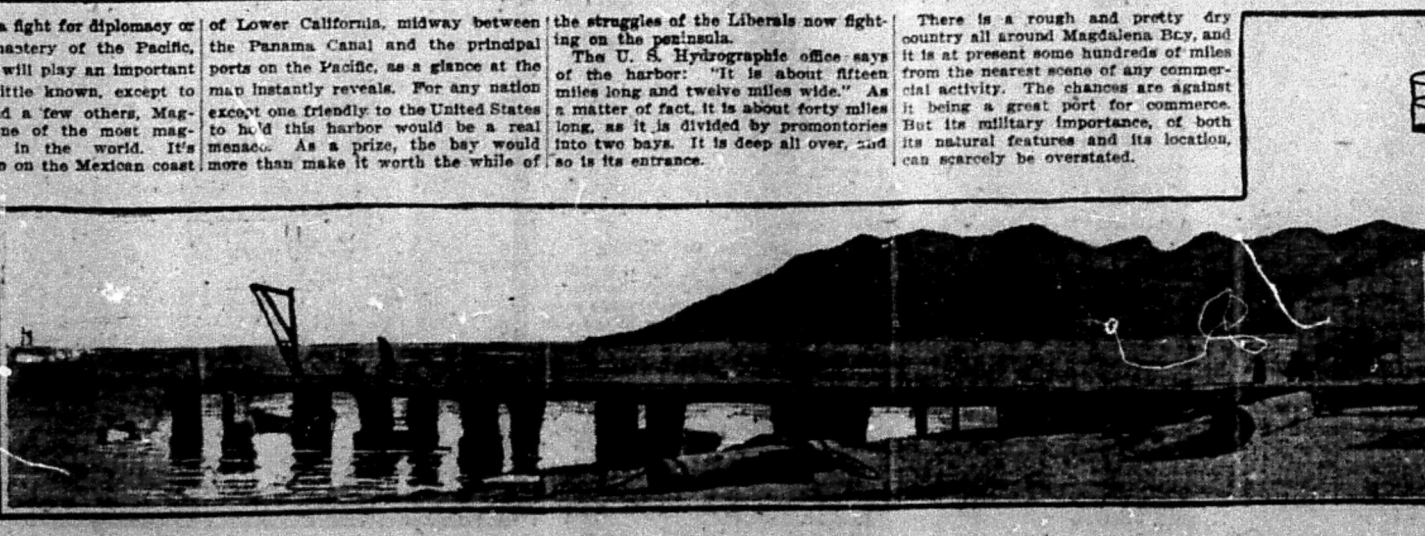 a fight for diplomacy or
mastery of the Pacific,
will play an important
little known, except to
d a few others, Mag-
ne of the most mag-
in the world. It's
on the Mexican coast
of Lower California, midway between
the Panama Canal and the principal
ports on the Pacific, as a glance at the
map instantly reveals. For any nation
except one friendly to the United States
to hold this harbor would be a real
menace. As a prize, the bay would
more than make it worth the while of
the struggles of the Liberals now fight-
ing on the peninsula.
The U. S. Hydrographic office says
of the harbor: "It is about fifteen
miles long and twelve miles wide." As
a matter of fact, it is about forty miles
long, as it is divided by promontories
into two bays. It is deep all over, and
so is its entrance.
There is a rough and pretty dry
country all around Magdalena Bay, and
it is at present some hundreds of miles
from the nearest scene of any commer-
cial activity. The chances are against
it being a great port for commerce.
But its military importance, of both
its natural features and its location,
can scarcely be overstated.